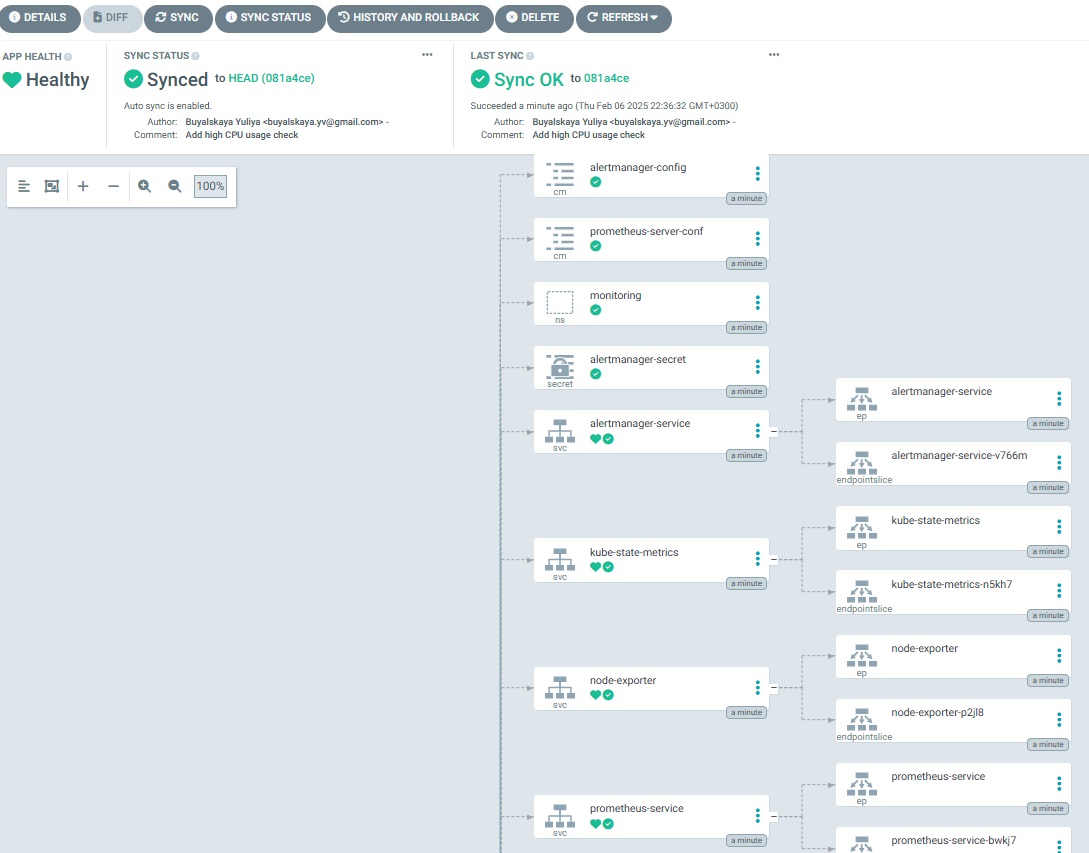 DETAILS DIFF SYNC SYNC STATUS HISTORY AND ROLLBACK DELETE REFRESH
APP HEALTH
Healthy
SYNC STATUS
Synced to HEAD (081a4ce)
Auto sync is enabled.
Author: Buyalskaya Yuliya <buyalskaya.yv@gmail.com> -
Comment: Add high CPU usage check
LAST SYNC
Sync OK to 081a4ce
Succeeded a minute ago (Thu Feb 06 2025 22:36:32 GMT+0300)
Author: Buyalskaya Yuliya <buyalskaya.yv@gmail.com> -
Comment: Add high CPU usage check
100%
alertmanager-config
cm
a minute
prometheus-server-conf
cm
a minute
monitoring
ns
a minute
alertmanager-secret
secret
a minute
alertmanager-service
svc
a minute
alertmanager-service
ep
a minute
alertmanager-service-v766m
endpointslice
a minute
kube-state-metrics
svc
a minute
kube-state-metrics
ep
a minute
kube-state-metrics-n5kh7
endpointslice
a minute
node-exporter
svc
a minute
node-exporter
ep
a minute
node-exporter-p2jl8
endpointslice
a minute
prometheus-service
svc
a minute
prometheus-service
ep
a minute
prometheus-service-bwkj7